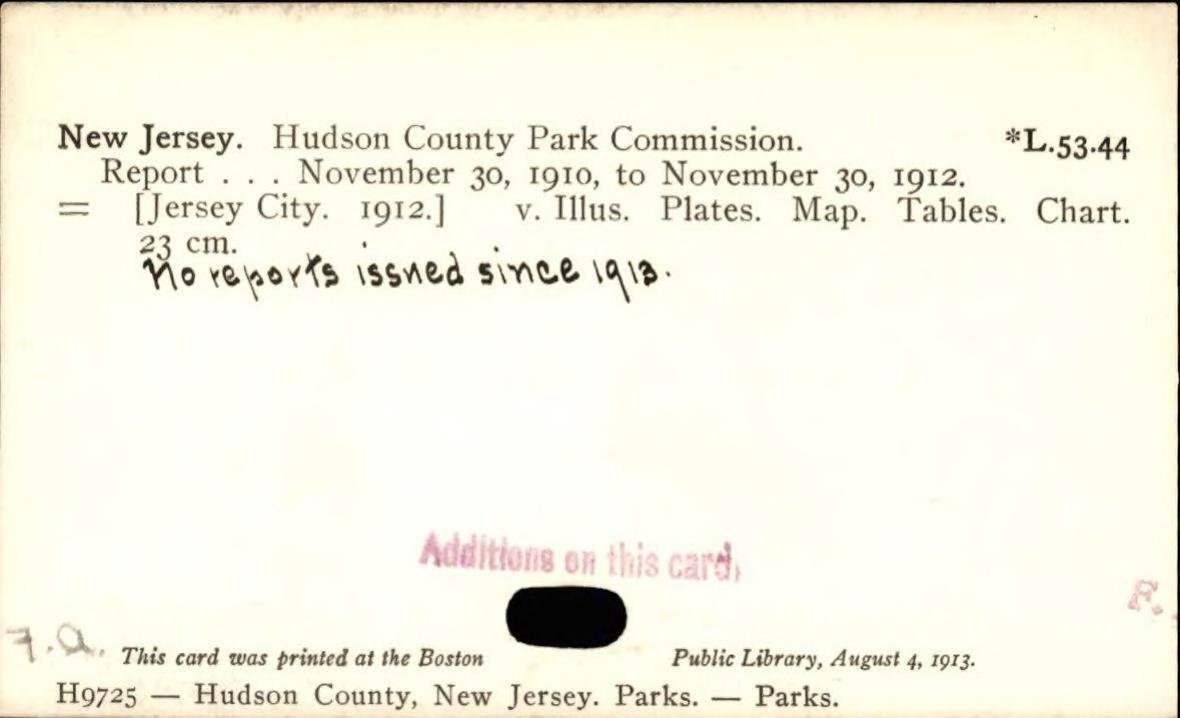 New Jersey. Hudson County Park Commission. *L.53.44
Report . . . November 30, 1910, to November 30, 1912.
= [Jersey City. 1912.] v. Illus. Plates. Map. Tables. Chart.
23 cm.
No reports issued since 1913.
Additions on this card.
F.
7.a.
This card was printed at the Boston Public Library, August 4, 1913.
H9725 — Hudson County, New Jersey. Parks. — Parks.